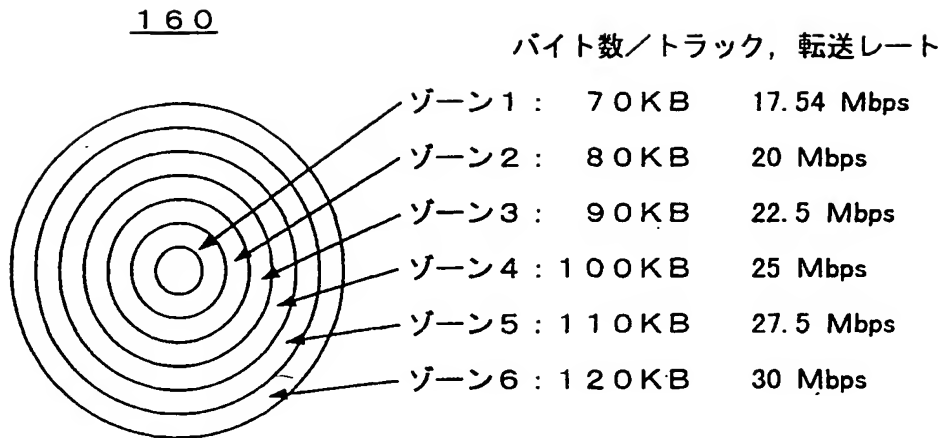 １６０
バイト数／トラック，転送レート
ゾーン１：　７０KB　17.54 Mbps
ゾーン２：　８０KB　20 Mbps
ゾーン３：　９０KB　22.5 Mbps
ゾーン４：１００KB　25 Mbps
ゾーン５：１１０KB　27.5 Mbps
ゾーン６：１２０KB　30 Mbps